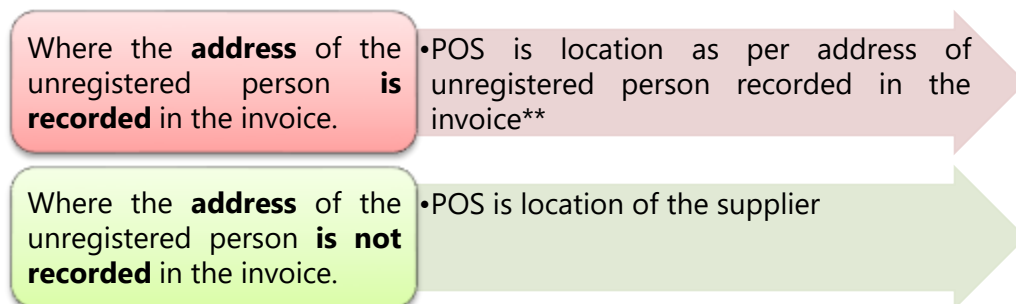 Where the address of the
unregistered person is
recorded in the invoice.
•POS is location as per address of
unregistered person recorded in the
invoice**
Where the address of the
unregistered person is not
recorded in the invoice.
•POS is location of the supplier